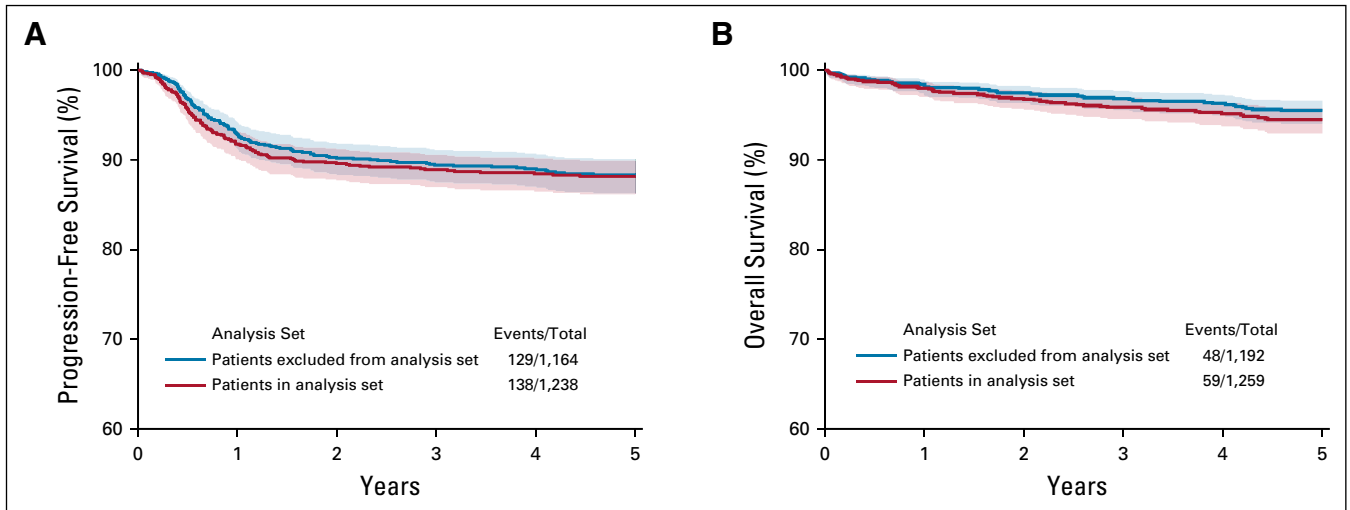 A
Progression-Free Survival (%)
100
90
80
70
60
Analysis Set Events/Total
Patients excluded from analysis set 129/1,164
Patients in analysis set 138/1,238
0 1 2 3 4 5
Years
B
Overall Survival (%)
100
90
80
70
60
Analysis Set Events/Total
Patients excluded from analysis set 48/1,192
Patients in analysis set 59/1,259
0 1 2 3 4 5
Years